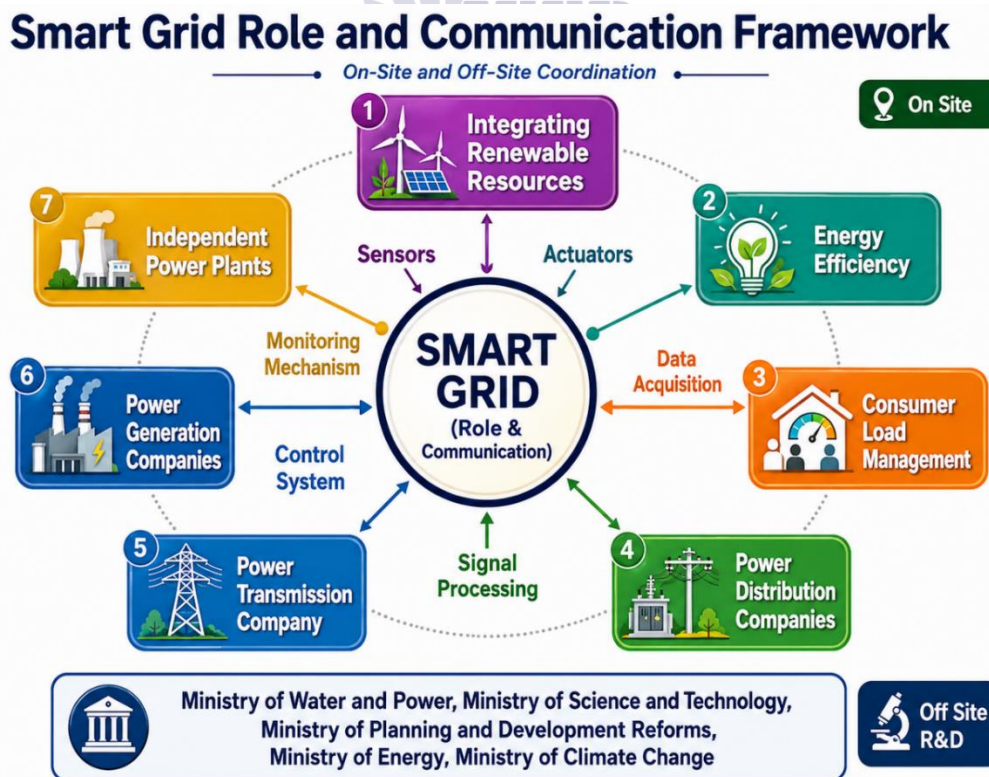 Smart Grid Role and Communication Framework
On-Site and Off-Site Coordination
On Site
1
Integrating
Renewable
Resources
2
Energy
Efficiency
3
Consumer
Load
Management
4
Power
Distribution
Companies
5
Power
Transmission
Company
6
Power
Generation
Companies
7
Independent
Power Plants
Sensors
Actuators
Monitoring
Mechanism
Data
Acquisition
Control
System
Signal
Processing
SMART
GRID
(Role &
Communication)
Ministry of Water and Power, Ministry of Science and Technology,
Ministry of Planning and Development Reforms,
Ministry of Energy, Ministry of Climate Change
Off Site
R&D